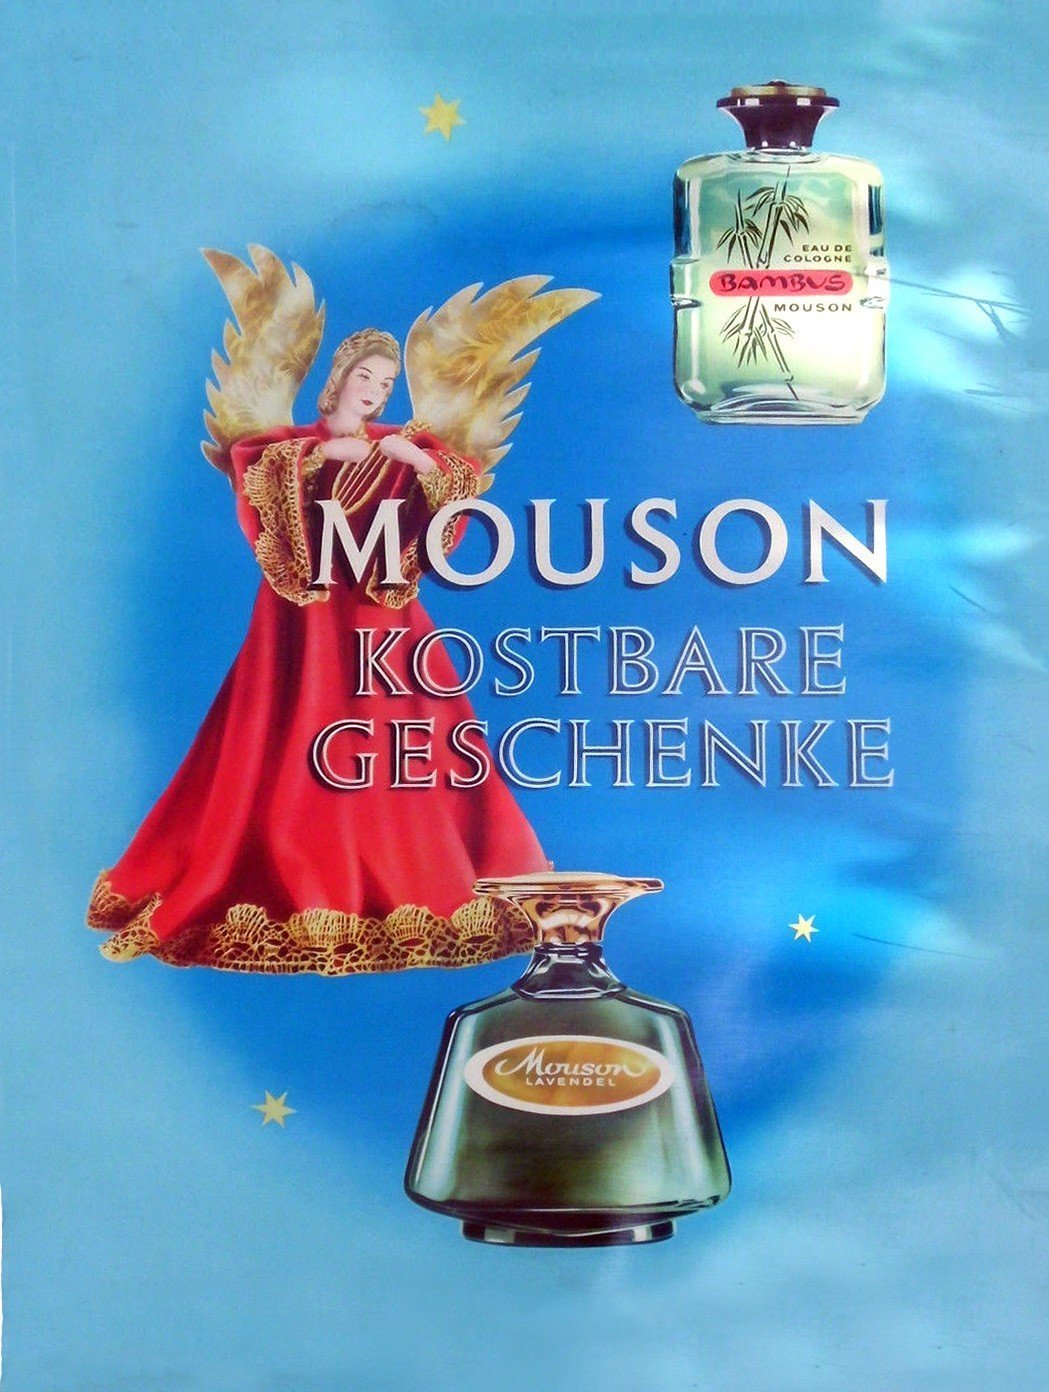 EAU DE
COLOGNE
BAMBUS
MOUSON
MOUSON
KOSTBARE
GESCHENKE
Mouson
LAVENDEL